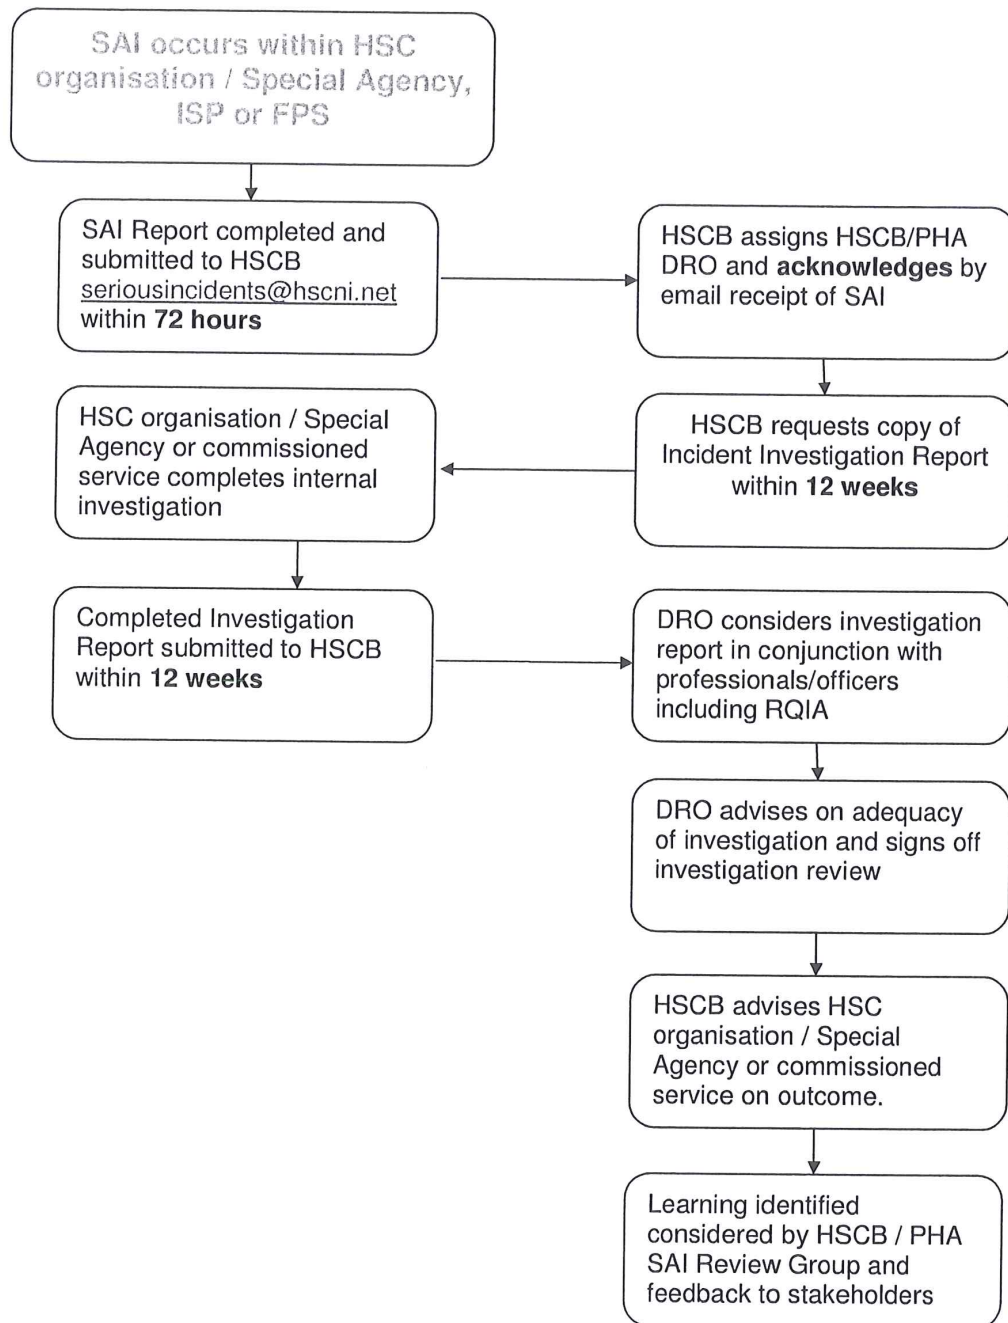 SAI occurs within HSC
organisation / Special Agency,
ISP or FPS
SAI Report completed and
submitted to HSCB
seriousincidents@hscni.net
within 72 hours
HSCB assigns HSCB/PHA
DRO and acknowledges by
email receipt of SAI
HSCB requests copy of
Incident Investigation Report
within 12 weeks
HSC organisation / Special
Agency or commissioned
service completes internal
investigation
Completed Investigation
Report submitted to HSCB
within 12 weeks
DRO considers investigation
report in conjunction with
professionals/officers
including RQIA
DRO advises on adequacy
of investigation and signs off
investigation review
HSCB advises HSC
organisation / Special
Agency or commissioned
service on outcome.
Learning identified
considered by HSCB / PHA
SAI Review Group and
feedback to stakeholders